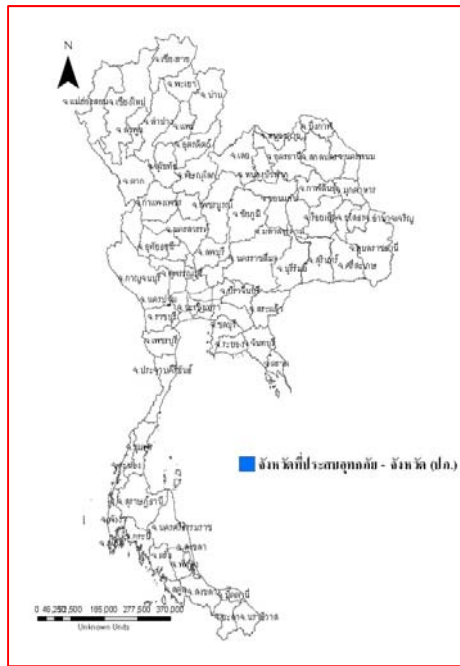 N
จ.เชียงราย
จ.พะเยา
จ.แม่ฮ่องสอน
จ.เชียงใหม่
จ.น่าน
จ.ลำปาง
จ.แพร่
จ.ลำพูน
จ.อุตรดิตถ์
จ.บึงกาฬ
จ.เลย
จ.อุดรธานี
จ.สกลนคร
จ.นครพนม
จ.สุโขทัย
จ.ตาก
จ.พิษณุโลก
จ.กาฬสินธุ์
จ.มุกดาหาร
จ.ขอนแก่น
จ.กำแพงเพชร
จ.เพชรบูรณ์
จ.ชัยภูมิ
จ.ร้อยเอ็ด
จ.ยโสธร
จ.อำนาจเจริญ
จ.นครสวรรค์
จ.มหาสารคาม
จ.อุทัยธานี
จ.ลพบุรี
จ.อุบลราชธานี
จ.นครราชสีมา
จ.บุรีรัมย์
จ.สุรินทร์
จ.ศรีสะเกษ
จ.กาญจนบุรี
จ.สุพรรณบุรี
จ.ปราจีนบุรี
จ.นครปฐม
จ.ฉะเชิงเทรา
จ.สระแก้ว
จ.ราชบุรี
จ.ชลบุรี
จ.เพชรบุรี
จ.ระยอง
จ.จันทบุรี
จ.ตราด
จ.ประจวบคีรีขันธ์
จ.ชุมพร
จ.ระนอง
จังหวัดที่ประสบอุทกภัย - จังหวัด (ปภ.)
จ.สุราษฎร์ธานี
จ.พังงา
จ.นครศรีธรรมราช
จ.กระบี่
จ.ตรัง
จ.พัทลุง
จ.สตูล
จ.สงขลา
จ.ปัตตานี
จ.ยะลา
จ.นราธิวาส
185,000
277,500
370,000
Unknown Units